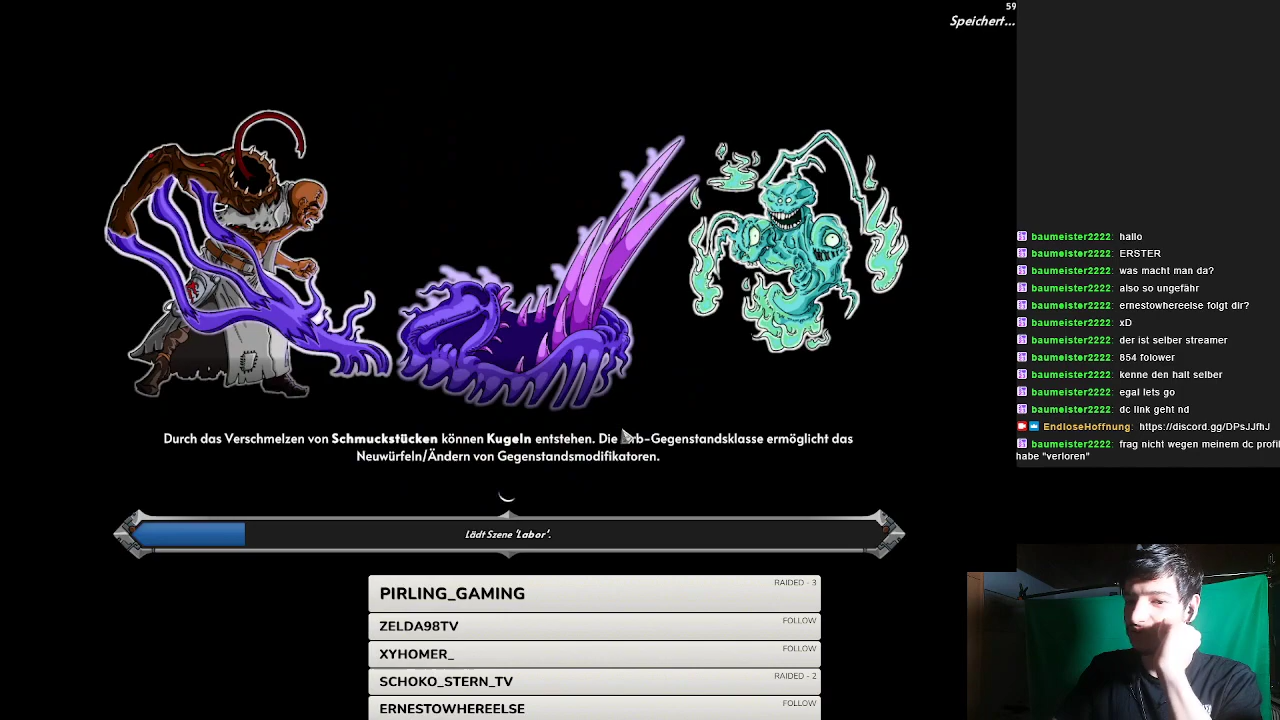 59
Speichert...
baumeister2222: hallo
baumeister2222: ERSTER
baumeister2222: was macht man da?
baumeister2222: also so ungefähr
baumeister2222: ernestowhereelse folgt dir?
baumeister2222: xD
baumeister2222: der ist selber streamer
baumeister2222: 854 folower
baumeister2222: kenne den halt selber
baumeister2222: egal lets go
baumeister2222: dc link geht nd
EndloseHoffnung: https://discord.gg/DPsJJfhJ
baumeister2222: frag nicht wegen meinem dc profil
habe "verloren"
Durch das Verschmelzen von Schmuckstücken können Kugeln entstehen. Die Orb-Gegenstandsklasse ermöglicht das
Neuwürfeln/Ändern von Gegenstandsmodifikatoren.
Lädt Szene 'Labor'.
PIRLING_GAMING RAIDED - 3
ZELDA98TV FOLLOW
XYHOMER_ FOLLOW
SCHOKO_STERN_TV RAIDED - 2
ERNESTOWHEREELSE FOLLOW